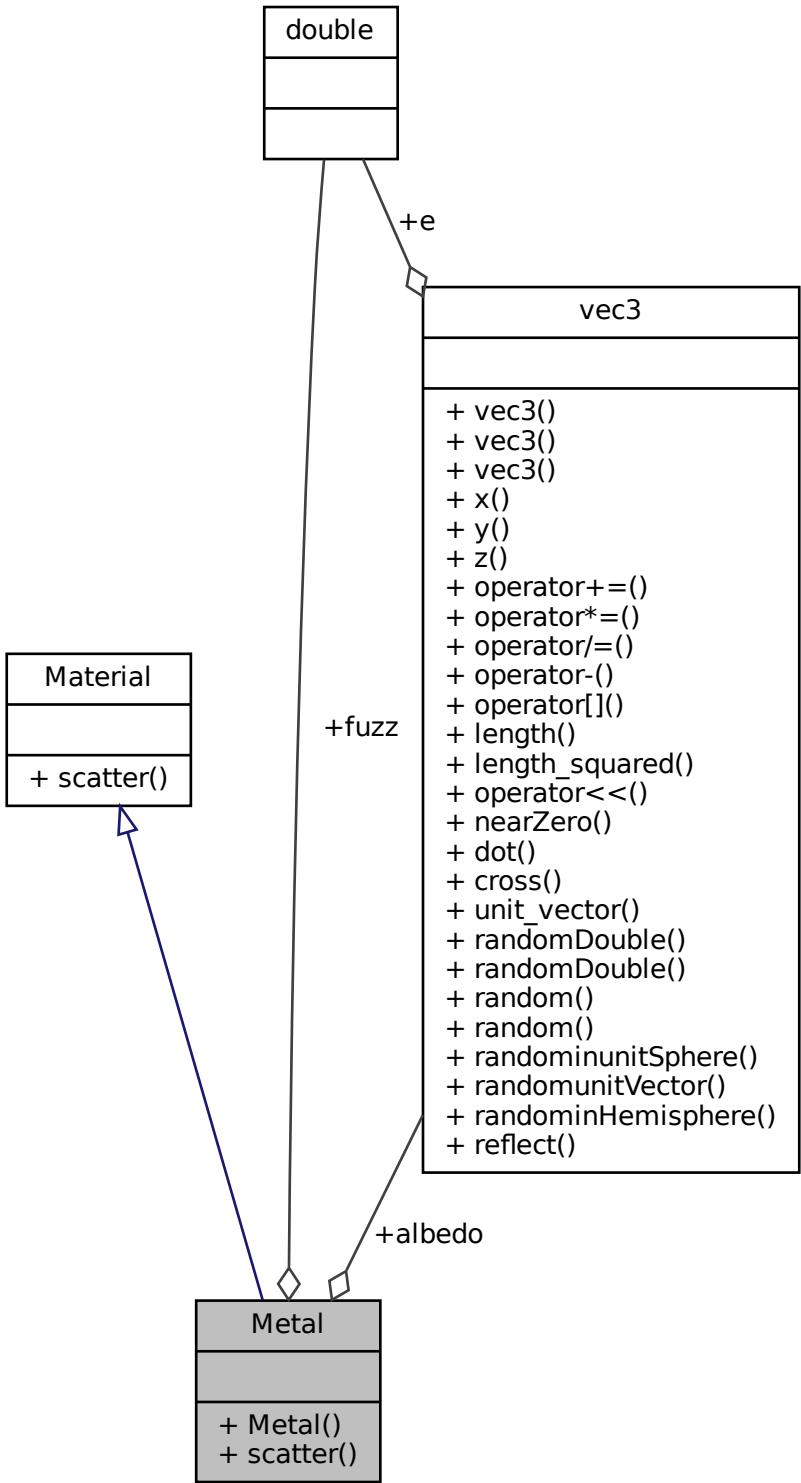 double
+e
vec3
+ vec3()
+ vec3()
+ vec3()
+ x()
+ y()
+ z()
+ operator+=()
+ operator*=()
+ operator/=()
+ operator-()
+ operator[]()
+ length()
+ length_squared()
+ operator<<()
+ nearZero()
+ dot()
+ cross()
+ unit_vector()
+ randomDouble()
+ randomDouble()
+ random()
+ random()
+ randominunitSphere()
+ randomunitVector()
+ randominHemisphere()
+ reflect()
Material
+ scatter()
+fuzz
+albedo
Metal
+ Metal()
+ scatter()